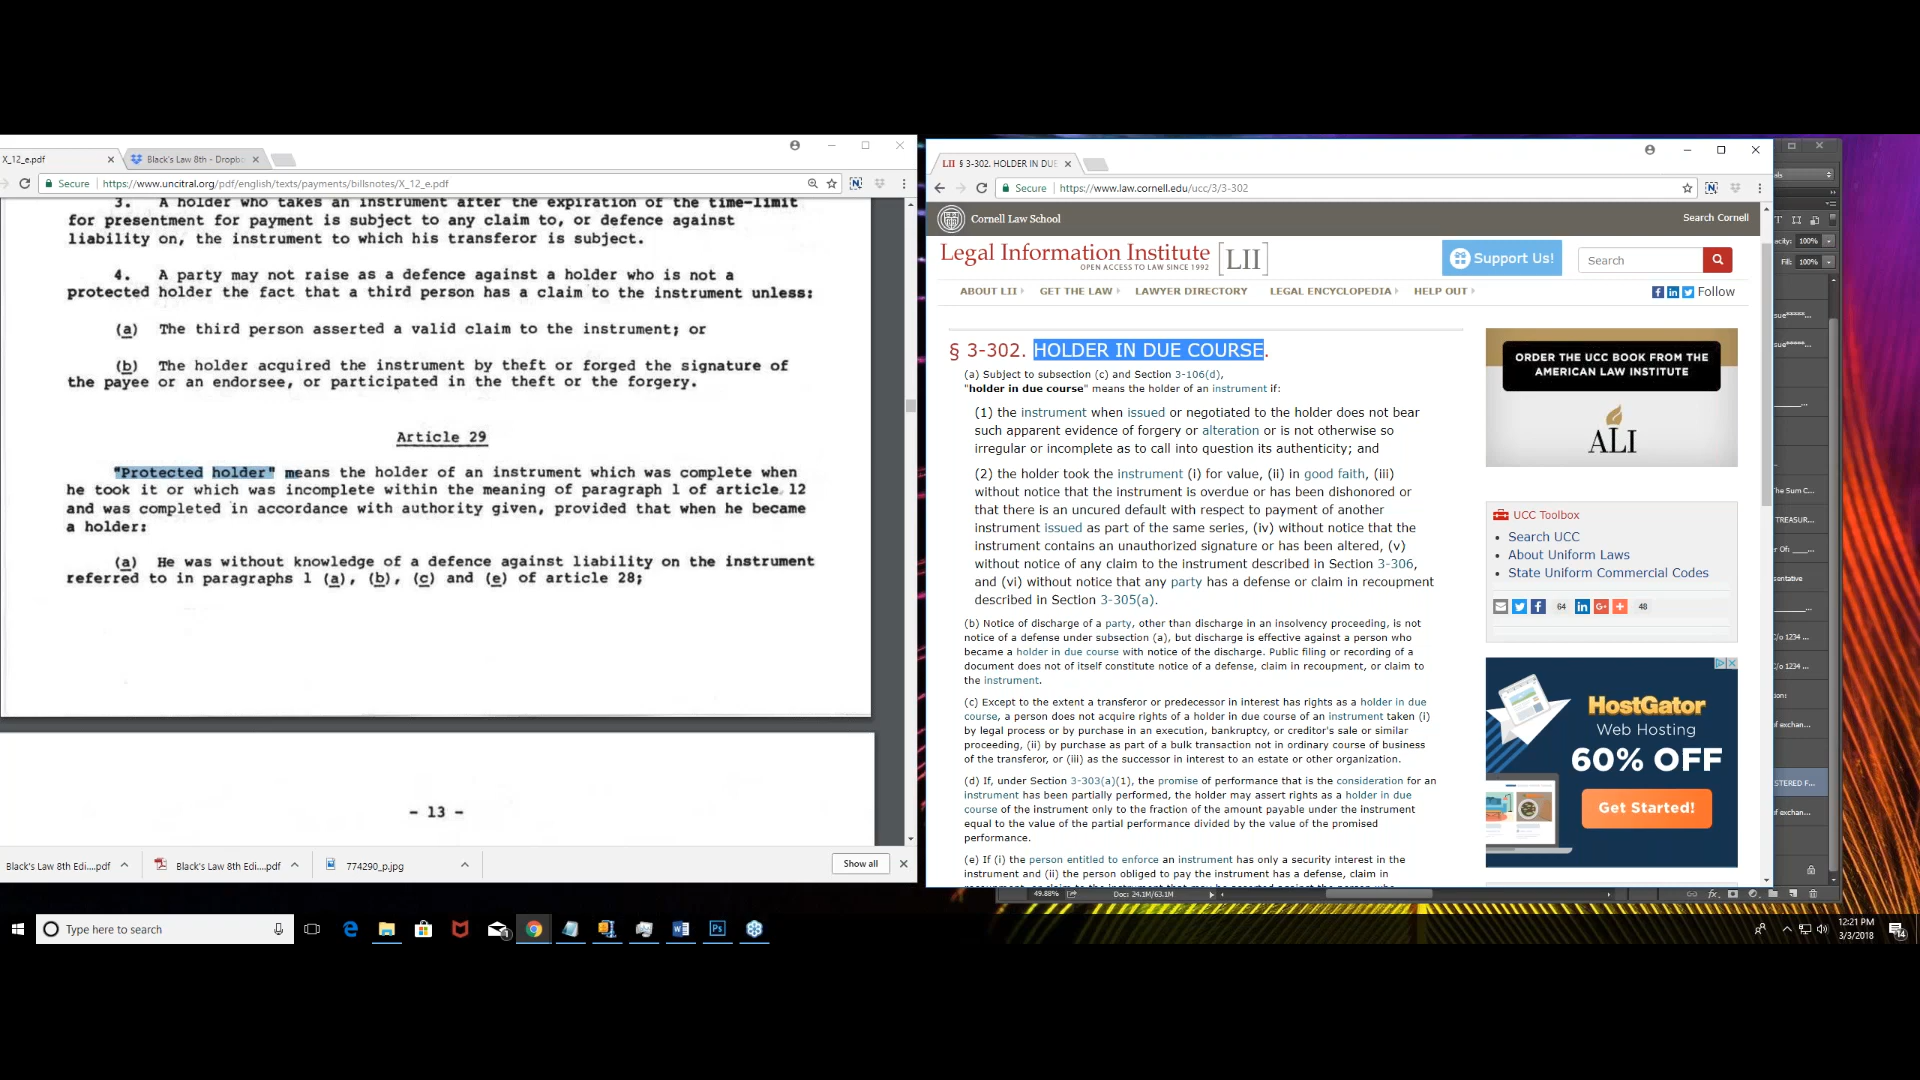 X_12_e.pdf
Black's Law 8th - Dropb
Secure
https://www.uncitral.org/pdf/english/texts/payments/billsnotes/X_12_e.pdf
3. A holder who takes an instrument after the expiration of the time-limit
for presentment for payment is subject to any claim to, or defence against
liability on, the instrument to which his transferor is subject.
4. A party may not raise as a defence against a holder who is not a
protected holder the fact that a third person has a claim to the instrument unless:
(a) The third person asserted a valid claim to the instrument; or
(b) The holder acquired the instrument by theft or forged the signature of
the payee or an endorsee, or participated in the theft or the forgery.
Article 29
"Protected holder" means the holder of an instrument which was complete when
he took it or which was incomplete within the meaning of paragraph 1 of article 12
and was completed in accordance with authority given, provided that when he became
a holder:
(a) He was without knowledge of a defence against liability on the instrument
referred to in paragraphs 1 (a), (b), (c) and (e) of article 28;
- 13 -
Black's Law 8th Edi....pdf
Black's Law 8th Edi....pdf
774290_p.jpg
Show all
LII § 3-302. HOLDER IN DUE
Secure
https://www.law.cornell.edu/ucc/3/3-302
Cornell Law School
Search Cornell
Legal Information Institute [LII]
OPEN ACCESS TO LAW SINCE 1992
Support Us!
Search
ABOUT LII
GET THE LAW
LAWYER DIRECTORY
LEGAL ENCYCLOPEDIA
HELP OUT
Follow
§ 3-302. HOLDER IN DUE COURSE.
(a) Subject to subsection (c) and Section 3-106(d),
"holder in due course" means the holder of an instrument if:
(1) the instrument when issued or negotiated to the holder does not bear
such apparent evidence of forgery or alteration or is not otherwise so
irregular or incomplete as to call into question its authenticity; and
(2) the holder took the instrument (i) for value, (ii) in good faith, (iii)
without notice that the instrument is overdue or has been dishonored or
that there is an uncured default with respect to payment of another
instrument issued as part of the same series, (iv) without notice that the
instrument contains an unauthorized signature or has been altered, (v)
without notice of any claim to the instrument described in Section 3-306,
and (vi) without notice that any party has a defense or claim in recoupment
described in Section 3-305(a).
(b) Notice of discharge of a party, other than discharge in an insolvency proceeding, is not
notice of a defense under subsection (a), but discharge is effective against a person who
became a holder in due course with notice of the discharge. Public filing or recording of a
document does not of itself constitute notice of a defense, claim in recoupment, or claim to
the instrument.
(c) Except to the extent a transferor or predecessor in interest has rights as a holder in due
course, a person does not acquire rights of a holder in due course of an instrument taken (i)
by legal process or by purchase in an execution, bankruptcy, or creditor's sale or similar
proceeding, (ii) by purchase as part of a bulk transaction not in ordinary course of business
of the transferor, or (iii) as the successor in interest to an estate or other organization.
(d) If, under Section 3-303(a)(1), the promise of performance that is the consideration for an
instrument has been partially performed, the holder may assert rights as a holder in due
course of the instrument only to the fraction of the amount payable under the instrument
equal to the value of the partial performance divided by the value of the promised
performance.
(e) If (i) the person entitled to enforce an instrument has only a security interest in the
instrument and (ii) the person obliged to pay the instrument has a defense, claim in
ORDER THE UCC BOOK FROM THE
AMERICAN LAW INSTITUTE
ALI
UCC Toolbox
Search UCC
About Uniform Laws
State Uniform Commercial Codes
64
48
HostGator
Web Hosting
60% OFF
Get Started!
100%
Fill: 100%
sue*****...
sue*****...
he Sum C...
TREASUR...
Of: ____...
sentative
C/o 1234 ...
/o 1234 ...
ion:
f exchan...
STERED F...
f exchan...
49.88%
Doc: 24.1M/63.1M
Type here to search
12:21 PM
3/3/2018